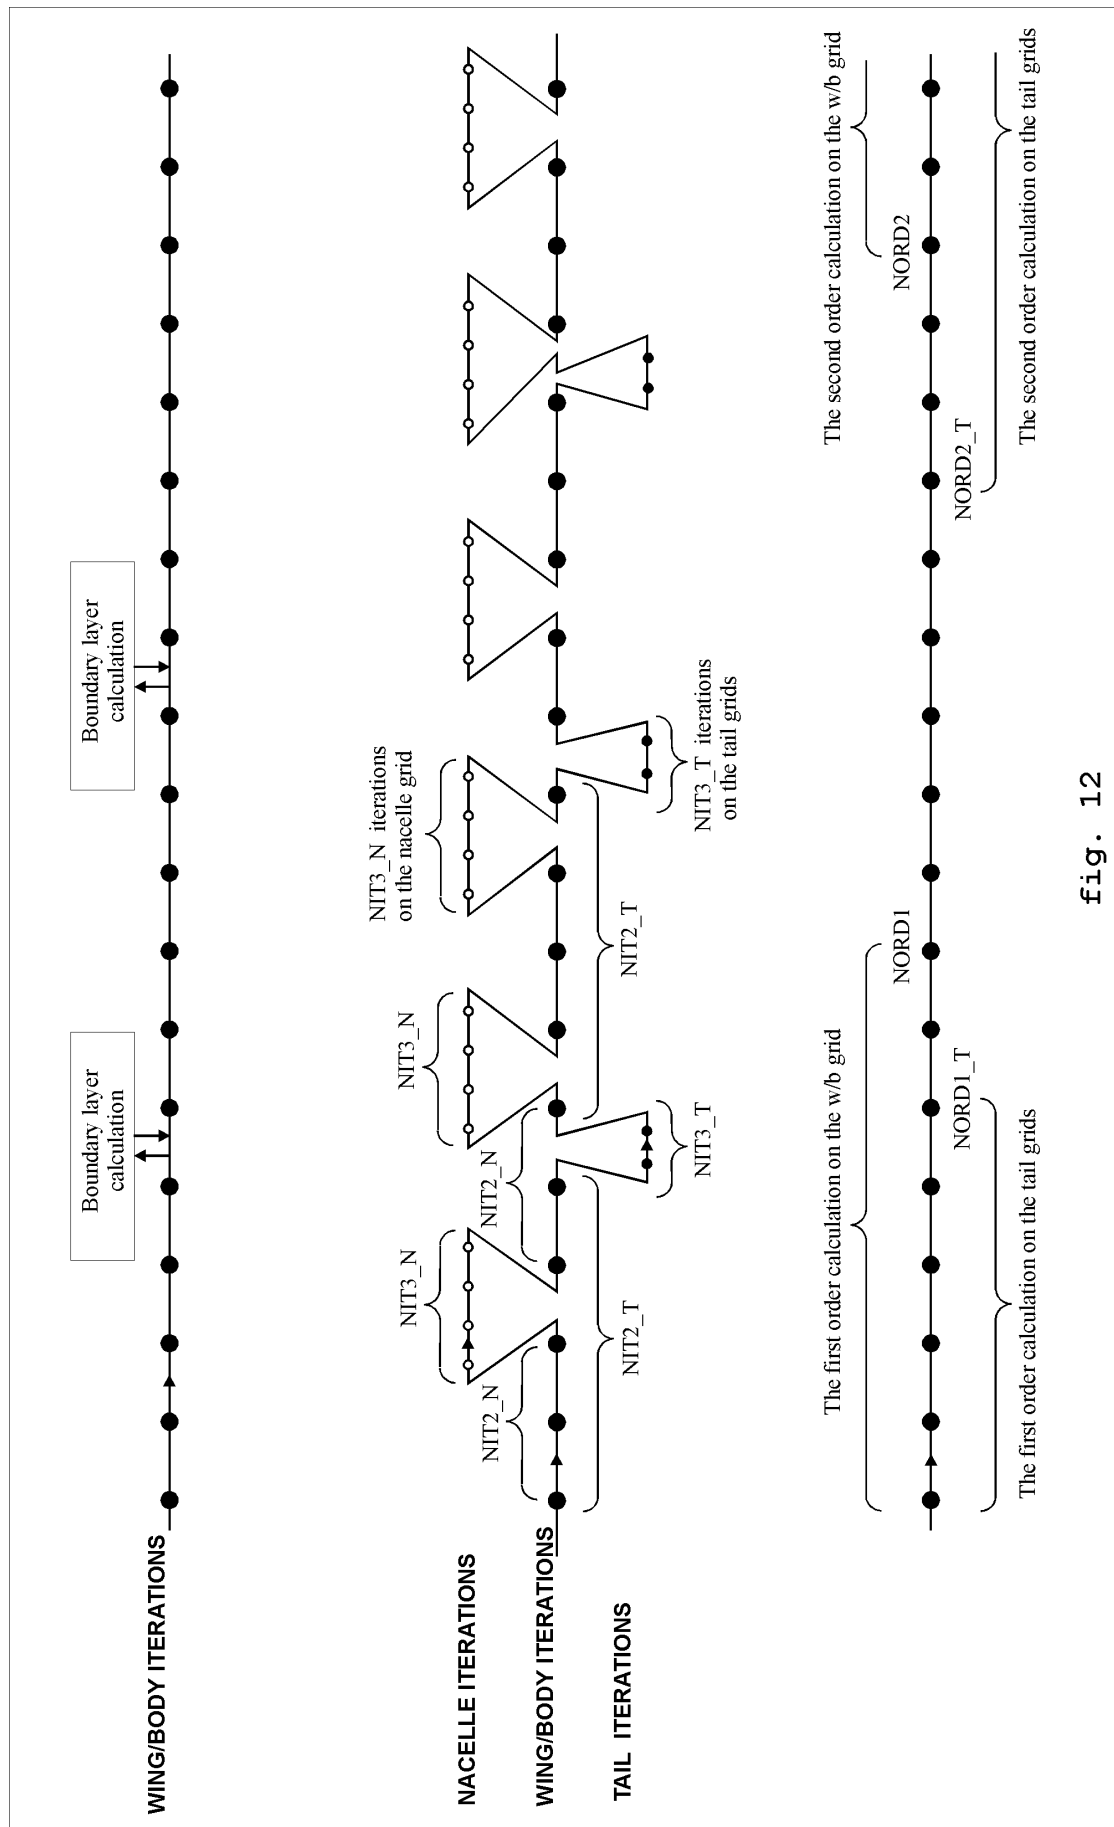 WING/BODY ITERATIONS
Boundary layer
calculation
Boundary layer
calculation
NACELLE ITERATIONS
WING/BODY ITERATIONS
TAIL ITERATIONS
NIT2_N
NIT3_N
NIT2_N
NIT3_N
NIT3_N iterations
on the nacelle grid
NIT2_T
NIT3_T
NIT2_T
NIT3_T iterations
on the tail grids
The first order calculation on the w/b grid
NORD1
The second order calculation on the w/b grid
NORD2
NORD1_T
The first order calculation on the tail grids
NORD2_T
The second order calculation on the tail grids
fig. 12